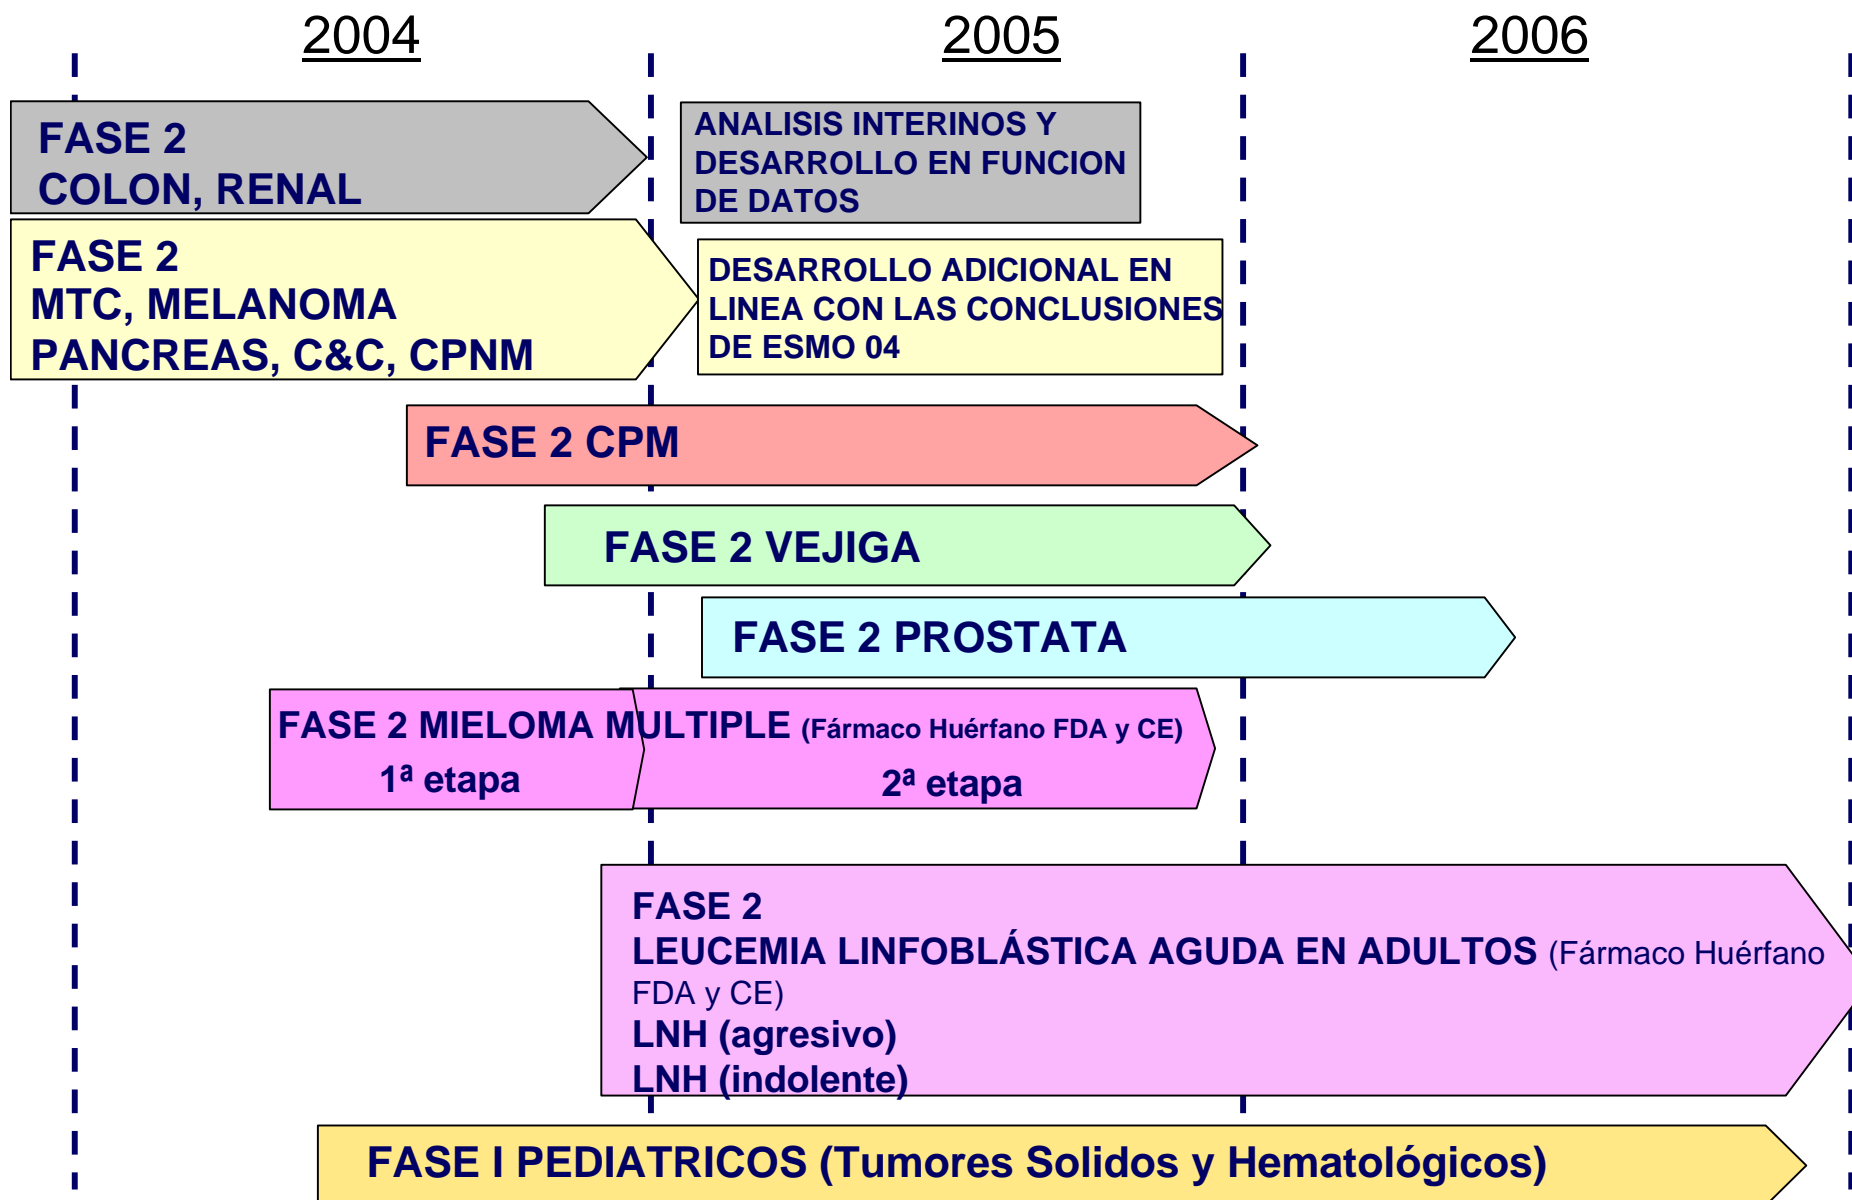 2004
2005
2006
FASE 2
COLON, RENAL
ANALISIS INTERINOS Y
DESARROLLO EN FUNCION
DE DATOS
FASE 2
MTC, MELANOMA
PANCREAS, C&C, CPNM
DESARROLLO ADICIONAL EN
LINEA CON LAS CONCLUSIONES
DE ESMO 04
FASE 2 CPM
FASE 2 VEJIGA
FASE 2 PROSTATA
FASE 2 MIELOMA MULTIPLE (Fármaco Huérfano FDA y CE)
1ª etapa
2ª etapa
FASE 2
LEUCEMIA LINFOBLÁSTICA AGUDA EN ADULTOS (Fármaco Huérfano
FDA y CE)
LNH (agresivo)
LNH (indolente)
FASE I PEDIATRICOS (Tumores Solidos y Hematológicos)